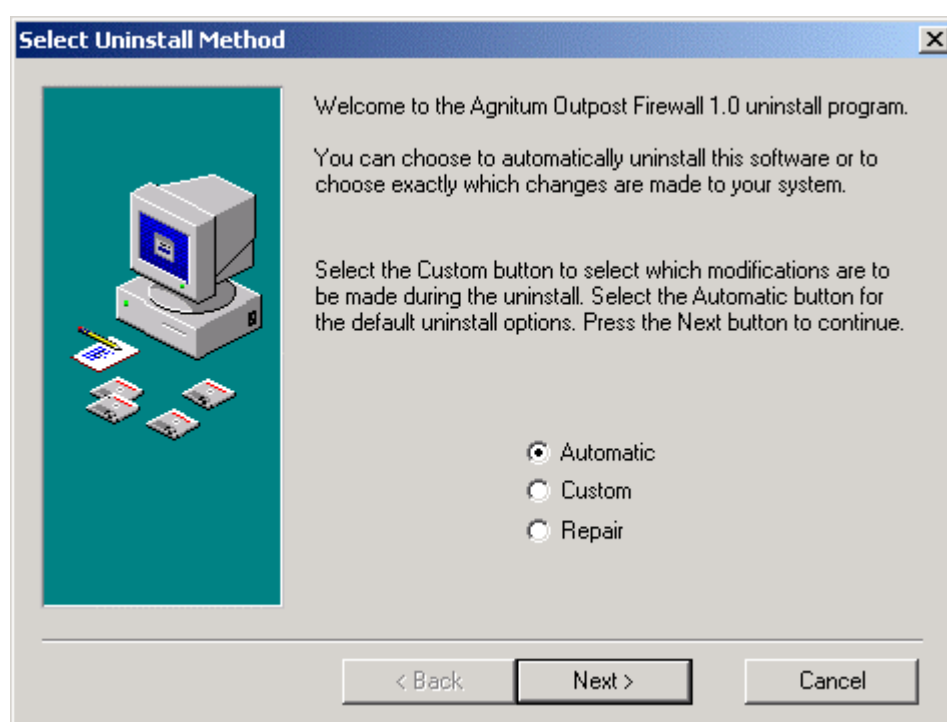 Select Uninstall Method
Welcome to the Agnitum Outpost Firewall 1.0 uninstall program.
You can choose to automatically uninstall this software or to
choose exactly which changes are made to your system.
Select the Custom button to select which modifications are to
be made during the uninstall. Select the Automatic button for
the default uninstall options. Press the Next button to continue.
Automatic
Custom
Repair
< Back
Next >
Cancel